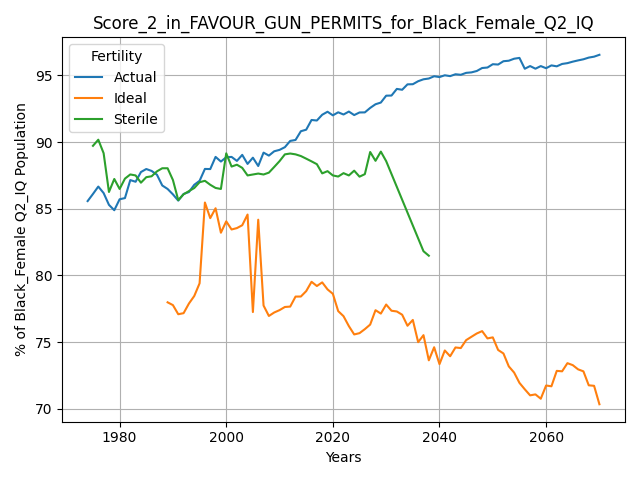 Score_2_in_FAVOUR_GUN_PERMITS_for_Black_Female_Q2_IQ
Fertility
Actual
Ideal
Sterile
% of Black_Female Q2_IQ Population
95
90
85
80
75
70
1980
2000
2020
2040
2060
Years